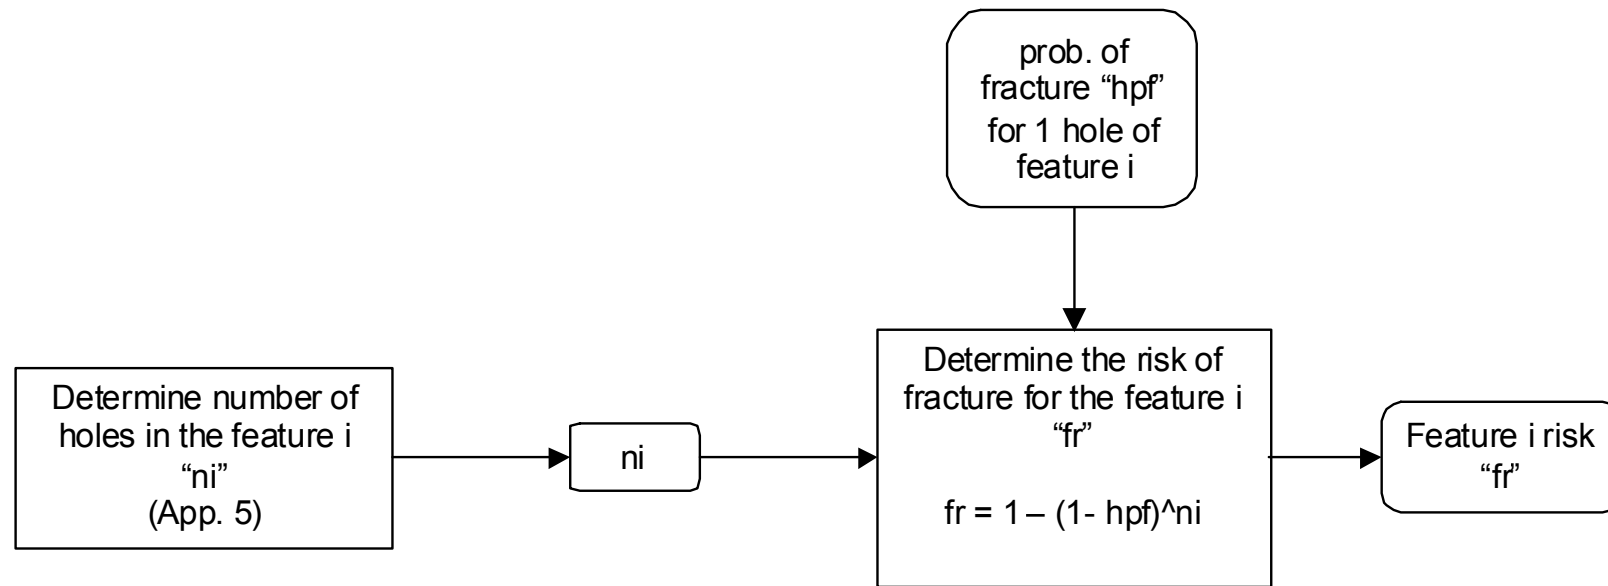 prob. of
fracture “hpf”
for 1 hole of
feature i
Determine number of
holes in the feature i
“ni”
(App. 5)
ni
Determine the risk of
fracture for the feature i
“fr”
fr = 1 – (1- hpf)^ni
Feature i risk
“fr”